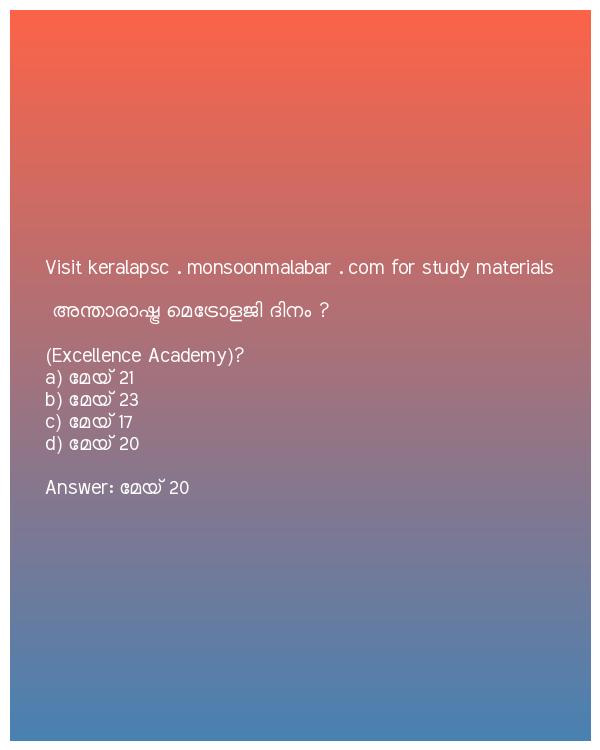 Visit keralapsc . monsoonmalabar . com for study materials
അന്താരാഷ്ട്ര മെട്രോളജി ദിനം ?
(Excellence Academy)?
a) മേയ് 21
b) മേയ് 23
c) മേയ് 17
d) മേയ് 20
Answer: മേയ് 20